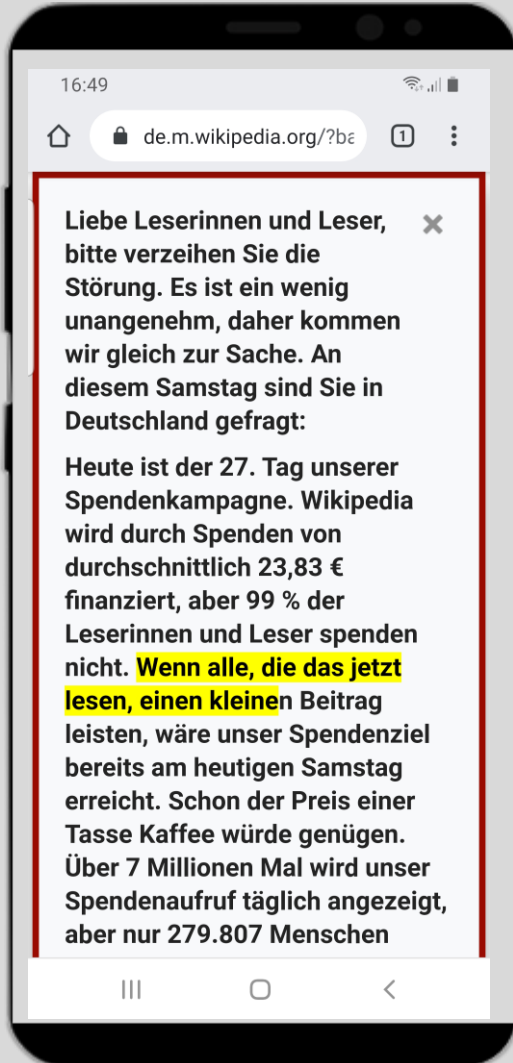 16:49
de.m.wikipedia.org/?ba
1
Liebe Leserinnen und Leser,
bitte verzeihen Sie die
Störung. Es ist ein wenig
unangenehm, daher kommen
wir gleich zur Sache. An
diesem Samstag sind Sie in
Deutschland gefragt:
Heute ist der 27. Tag unserer
Spendenkampagne. Wikipedia
wird durch Spenden von
durchschnittlich 23,83 €
finanziert, aber 99 % der
Leserinnen und Leser spenden
nicht. Wenn alle, die das jetzt
lesen, einen kleinen Beitrag
leisten, wäre unser Spendenziel
bereits am heutigen Samstag
erreicht. Schon der Preis einer
Tasse Kaffee würde genügen.
Über 7 Millionen Mal wird unser
Spendenaufruf täglich angezeigt,
aber nur 279.807 Menschen